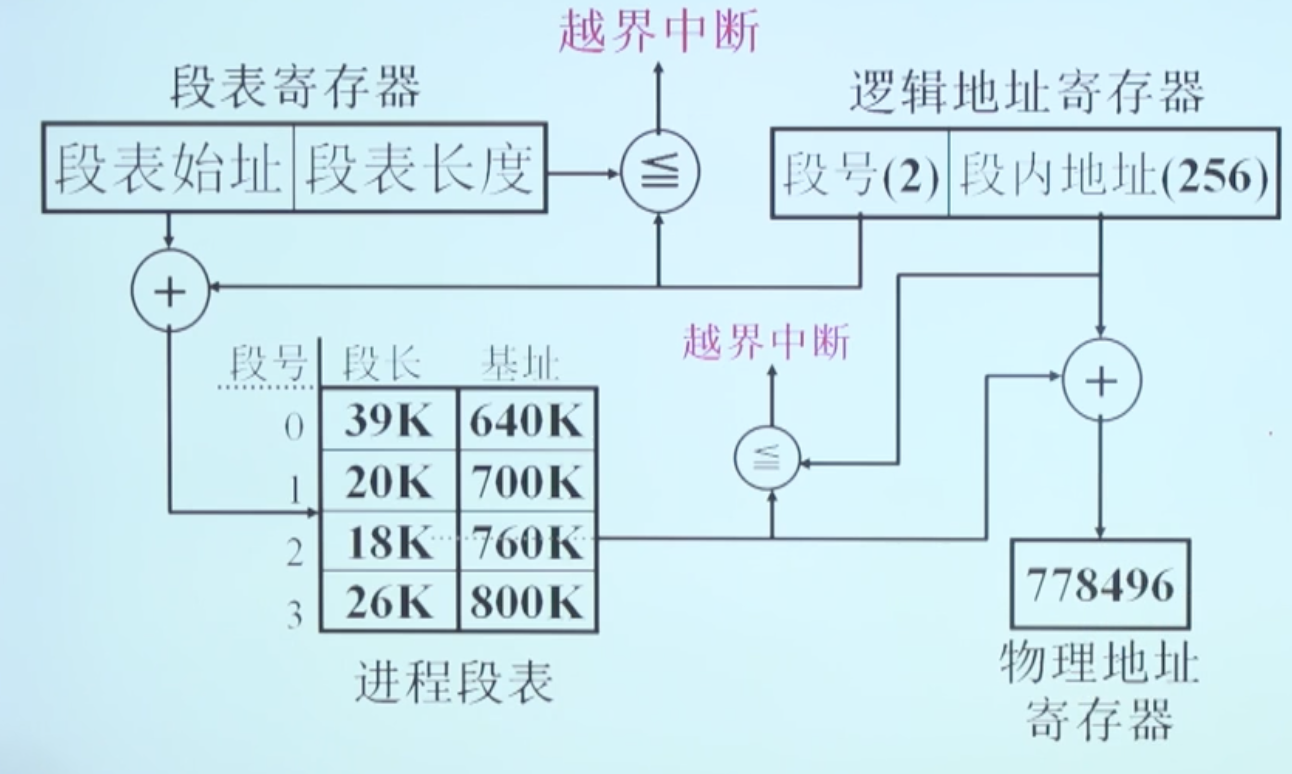 越界中断
段表寄存器
逻辑地址寄存器
段表始址 段表长度
≦
段号(2) 段内地址(256)
+
越界中断
段号 段长 基址
0 39K 640K
1 20K 700K
2 18K 760K
3 26K 800K
≦
+
778496
进程段表
物理地址
寄存器